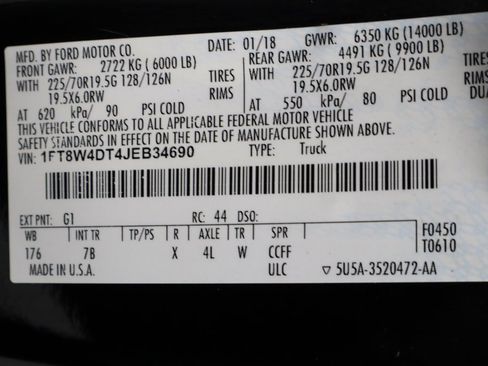 MFD. BY FORD MOTOR CO.
DATE: 01/18 GVWR: 6350 KG (14000 LB)
FRONT GAWR: 2722 KG ( 6000 LB) REAR GAWR: 4491 KG ( 9900 LB)
WITH 225/70R19.5G 128/126N TIRES WITH 225/70R19.5G 128/126N TIRES
19.5X6.0RW RIMS 19.5X6.0RW RIMS
AT 620 kPa/ 90 PSI COLD AT 550 kPa/ 80 PSI COLD DUA
THIS VEHICLE CONFORMS TO ALL APPLICABLE FEDERAL MOTOR VEHICLE
SAFETY STANDARDS IN EFFECT ON THE DATE OF MANUFACTURE SHOWN ABOVE.
VIN: 1FT8W4DT4JEB34690 TYPE: Truck
EXT PNT: G1 RC: 44 DSO:
WB INT TR TP/PS R AXLE TR SPR F0450
176 7B X 4L W CCFF T0610
MADE IN U.S.A. ULC ▽ 5U5A-3520472-AA